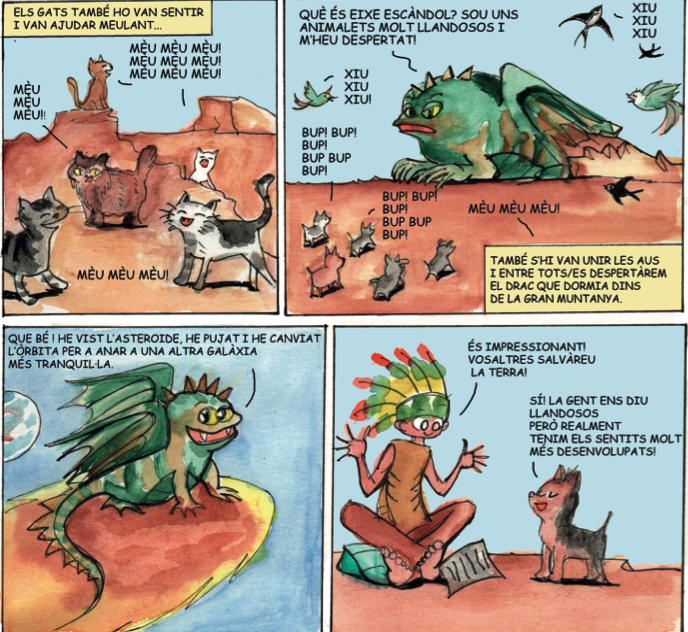 ELS GATS TAMBÉ HO VAN SENTIR
I VAN AJUDAR MEULANT...
MÈU MÈU MÈU!
MÈU MEU MÈU!
MÈU MÈU MÈU!
MÈU
MEU
MÈU!!
MÈU MÈU MÈU!
QUÈ ÉS EIXE ESCÀNDOL? SOU UNS
ANIMALETS MOLT LLANDOSOS I
M'HEU DESPERTAT!
XIU
XIU
XIU
XIU
XIU
XIU!
BUP! BUP!
BUP!
BUP BUP
BUP!
BUP! BUP!
BUP!
BUP BUP
BUP!
MÈU MÈU MÈU!
TAMBÉ S'HI VAN UNIR LES AUS
I ENTRE TOTS/ES DESPERTÀREM
EL DRAC QUE DORMIA DINS
DE LA GRAN MUNTANYA.
QUE BÉ! HE VIST L'ASTEROIDE, HE PUJAT I HE CANVIAT
L'ÒRBITA PER A ANAR A UNA ALTRA GALÀXIA
MÉS TRANQUIL·LA.
ÉS IMPRESSIONANT!
VOSALTRES SALVÀREU
LA TERRA!
SÍ! LA GENT ENS DIU
LLANDOSOS
PERÒ REALMENT
TENIM ELS SENTITS MOLT
MÉS DESENVOLUPATS!